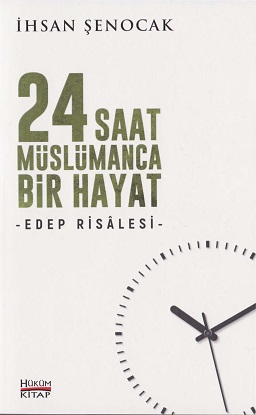 İHSAN ŞENOCAK
24 SAAT
MÜSLÜMANCA
BİR HAYAT
-EDEP RİSÂLESİ-
HÜKÜM
KİTAP